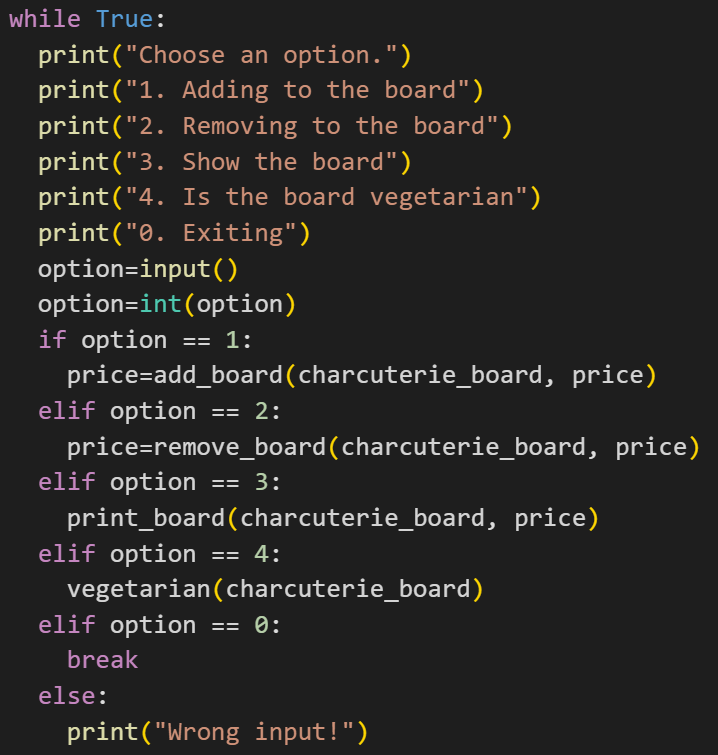 while True:
  print("Choose an option.")
  print("1. Adding to the board")
  print("2. Removing to the board")
  print("3. Show the board")
  print("4. Is the board vegetarian")
  print("0. Exiting")
  option=input()
  option=int(option)
  if option == 1:
    price=add_board(charcuterie_board, price)
  elif option == 2:
    price=remove_board(charcuterie_board, price)
  elif option == 3:
    print_board(charcuterie_board, price)
  elif option == 4:
    vegetarian(charcuterie_board)
  elif option == 0:
    break
  else:
    print("Wrong input!")